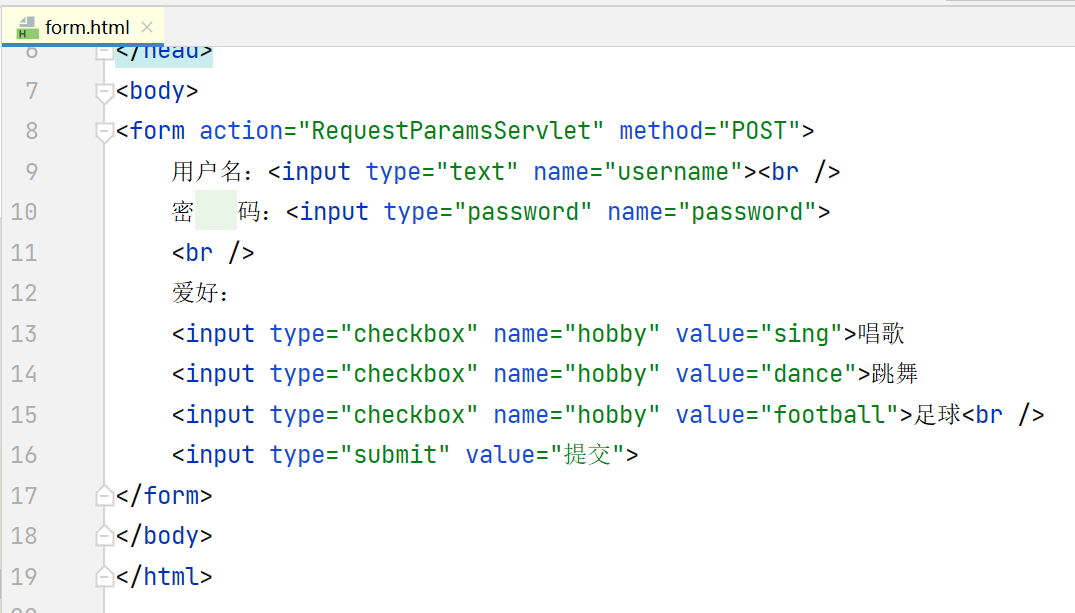 form.html
6 </head>
7 <body>
8 <form action="RequestParamsServlet" method="POST">
9 用户名：<input type="text" name="username"><br />
10 密    码：<input type="password" name="password">
11 <br />
12 爱好：
13 <input type="checkbox" name="hobby" value="sing">唱歌
14 <input type="checkbox" name="hobby" value="dance">跳舞
15 <input type="checkbox" name="hobby" value="football">足球<br />
16 <input type="submit" value="提交">
17 </form>
18 </body>
19 </html>